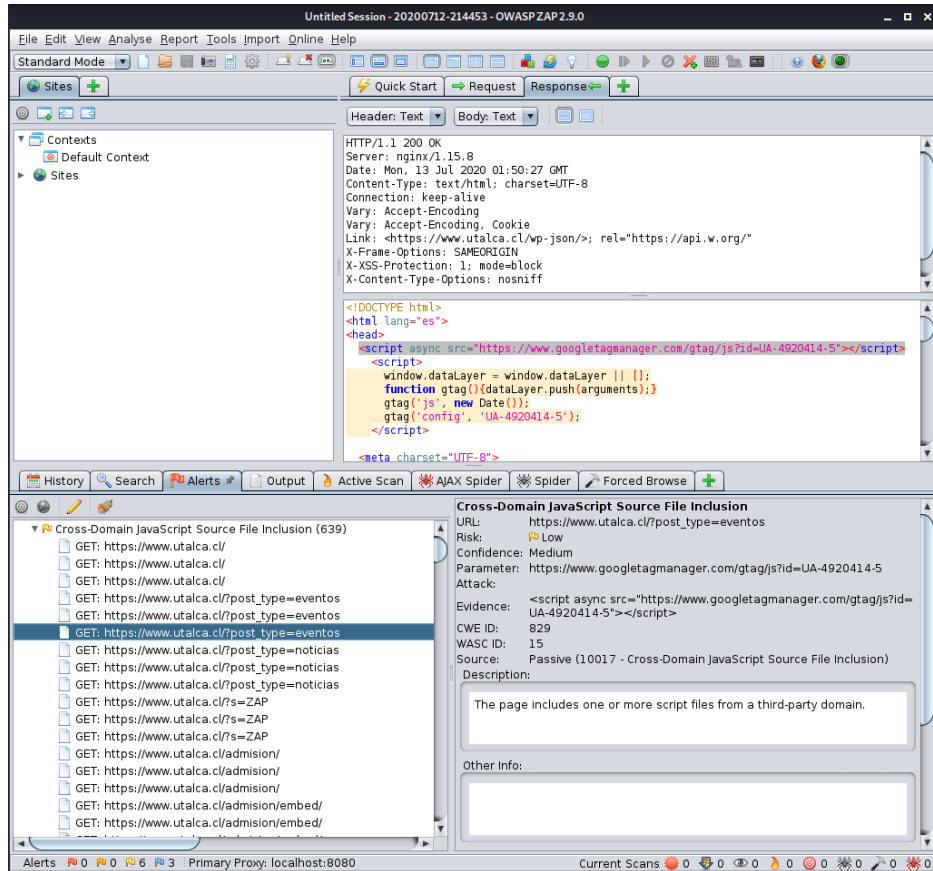 Untitled Session - 20200712-214453 - OWASP ZAP 2.9.0
File Edit View Analyse Report Tools Import Online Help
Standard Mode
Sites
Quick Start Request Response
Header: Text Body: Text
Contexts
Default Context
Sites
HTTP/1.1 200 OK
Server: nginx/1.15.8
Date: Mon, 13 Jul 2020 01:50:27 GMT
Content-Type: text/html; charset=UTF-8
Connection: keep-alive
Vary: Accept-Encoding
Vary: Accept-Encoding, Cookie
Link: <https://www.utalca.cl/wp-json/>; rel="https://api.w.org/"
X-Frame-Options: SAMEORIGIN
X-XSS-Protection: 1; mode=block
X-Content-Type-Options: nosniff
<!DOCTYPE html>
<html lang="es">
<head>
<script async src="https://www.googletagmanager.com/gtag/js?id=UA-4920414-5"></script>
<script>
window.dataLayer = window.dataLayer || [];
function gtag(){dataLayer.push(arguments);}
gtag('js', new Date());
gtag('config', 'UA-4920414-5');
</script>
<meta charset="UTF-8">
History Search Alerts Output Active Scan AJAX Spider Spider Forced Browse
Cross-Domain JavaScript Source File Inclusion (639)
GET: https://www.utalca.cl/
GET: https://www.utalca.cl/
GET: https://www.utalca.cl/
GET: https://www.utalca.cl/?post_type=eventos
GET: https://www.utalca.cl/?post_type=eventos
GET: https://www.utalca.cl/?post_type=eventos
GET: https://www.utalca.cl/?post_type=noticias
GET: https://www.utalca.cl/?post_type=noticias
GET: https://www.utalca.cl/?post_type=noticias
GET: https://www.utalca.cl/?s=ZAP
GET: https://www.utalca.cl/?s=ZAP
GET: https://www.utalca.cl/?s=ZAP
GET: https://www.utalca.cl/admision/
GET: https://www.utalca.cl/admision/
GET: https://www.utalca.cl/admision/
GET: https://www.utalca.cl/admision/embed/
GET: https://www.utalca.cl/admision/embed/
Cross-Domain JavaScript Source File Inclusion
URL: https://www.utalca.cl/?post_type=eventos
Risk: Low
Confidence: Medium
Parameter: https://www.googletagmanager.com/gtag/js?id=UA-4920414-5
Attack:
Evidence: <script async src="https://www.googletagmanager.com/gtag/js?id=
UA-4920414-5"></script>
CWE ID: 829
WASC ID: 15
Source: Passive (10017 - Cross-Domain JavaScript Source File Inclusion)
Description:
The page includes one or more script files from a third-party domain.
Other Info:
Alerts 0 0 6 3 Primary Proxy: localhost:8080 Current Scans 0 0 0 0 0 0 0 0